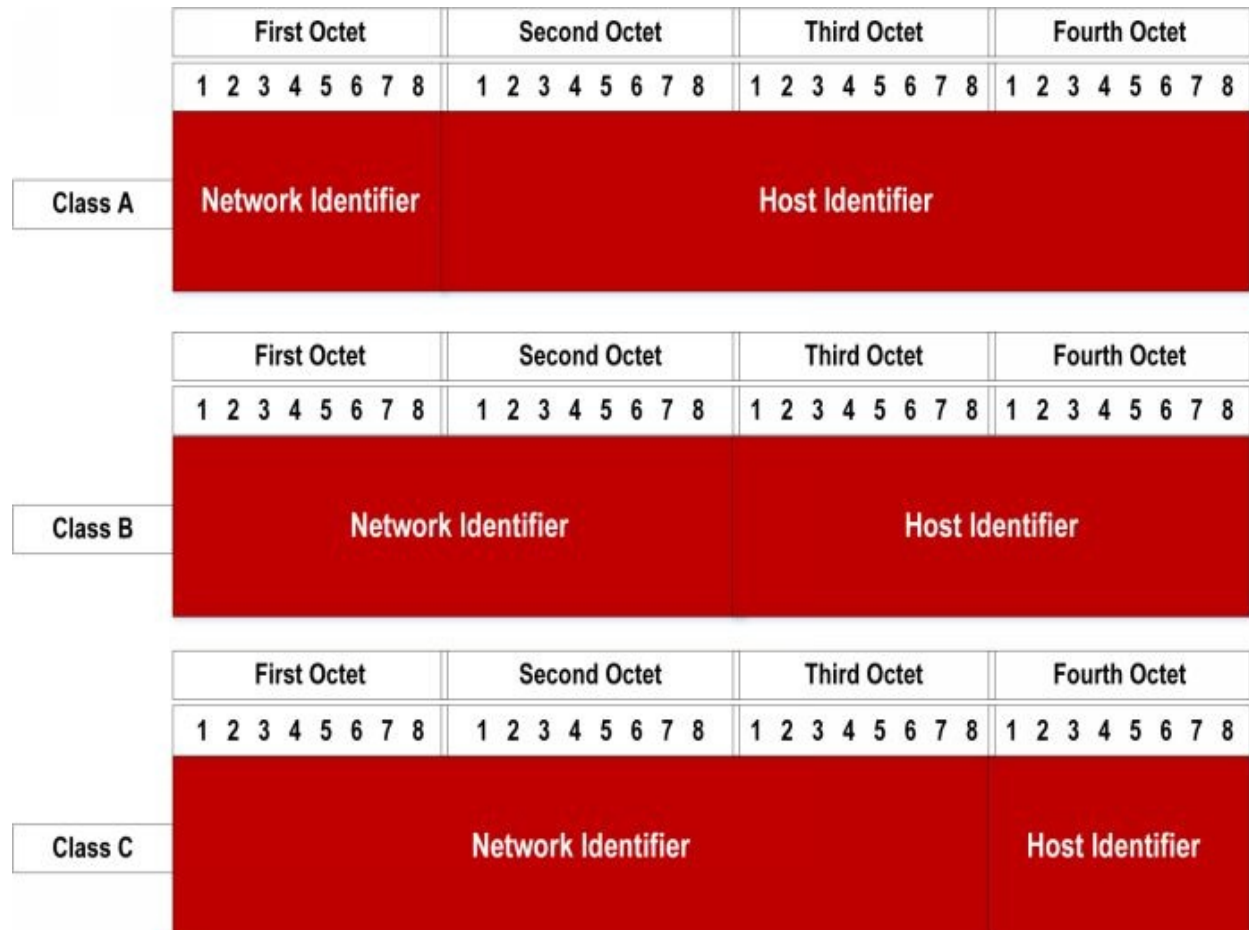 First Octet Second Octet Third Octet Fourth Octet
1 2 3 4 5 6 7 8 1 2 3 4 5 6 7 8 1 2 3 4 5 6 7 8 1 2 3 4 5 6 7 8
Class A Network Identifier Host Identifier
First Octet Second Octet Third Octet Fourth Octet
1 2 3 4 5 6 7 8 1 2 3 4 5 6 7 8 1 2 3 4 5 6 7 8 1 2 3 4 5 6 7 8
Class B Network Identifier Host Identifier
First Octet Second Octet Third Octet Fourth Octet
1 2 3 4 5 6 7 8 1 2 3 4 5 6 7 8 1 2 3 4 5 6 7 8 1 2 3 4 5 6 7 8
Class C Network Identifier Host Identifier